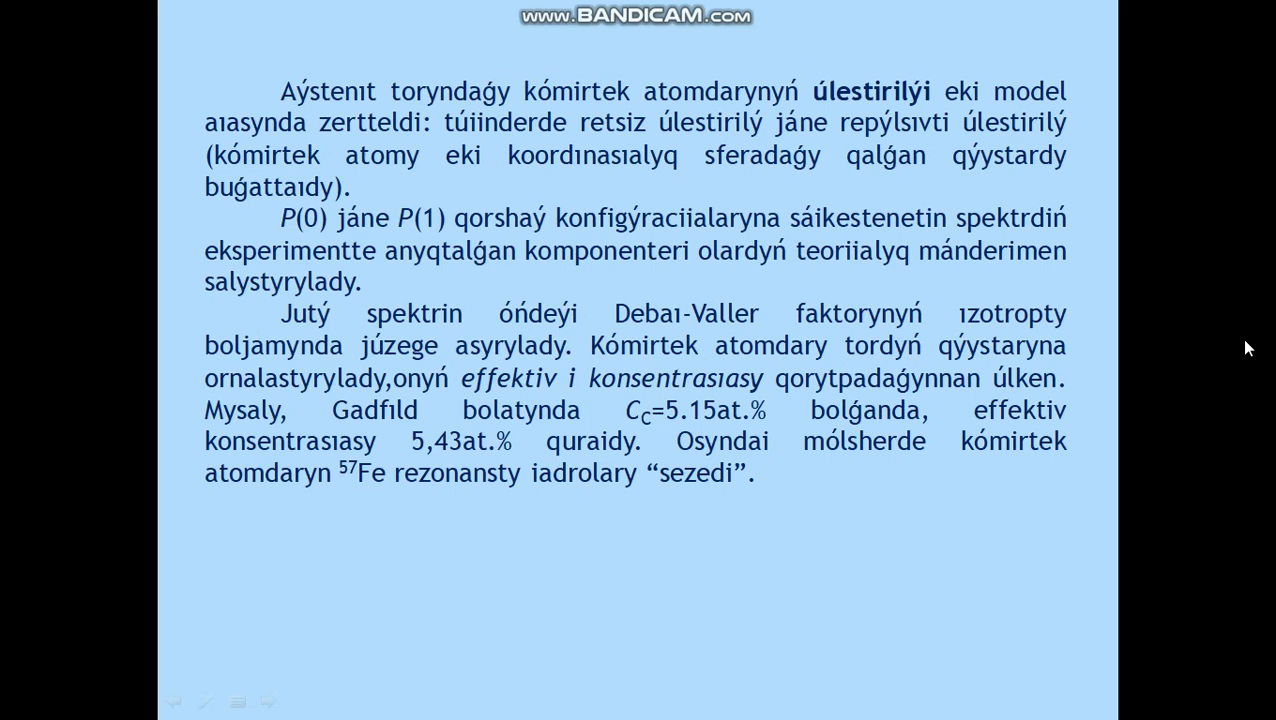 www.BANDICAM.com
Aýstenıt toryndaǵy kómirtek atomdarynyń úlestirilýi eki model
aıasynda zertteldi: túiinderde retsiz úlestirilý jáne repýlsıvti úlestirilý
(kómirtek atomy eki koordınasıalyq sferadaǵy qalǵan qýystardy
buǵattaıdy).
P(0) jáne P(1) qorshaý konfigýraciialaryna sáikestenetin spektrdiń
eksperimentte anyqtalǵan komponenteri olardyń teoriialyq mánderimen
salystyrylady.
Jutý spektrin óńdeýi Debaı-Valler faktorynyń ızotropty
boljamynda júzege asyrylady. Kómirtek atomdary tordyń qýystaryna
ornalastyrylady,onyń effektiv i konsentrasıasy qorytpadaǵynnan úlken.
Mysaly, Gadfıld bolatynda C_C=5.15at.% bolǵanda, effektiv
konsentrasıasy 5,43at.% quraidy. Osyndai mólsherde kómirtek
atomdaryn ⁵⁷Fe rezonansty iadrolary “sezedi”.